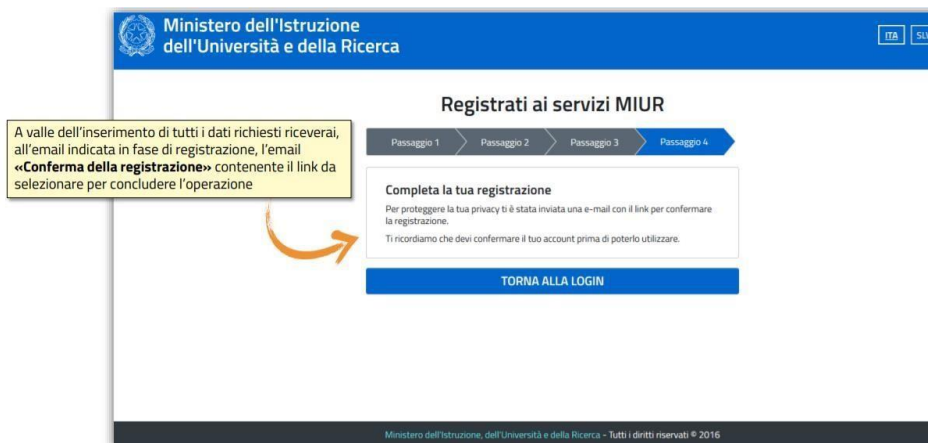 Ministero dell'Istruzione
dell'Università e della Ricerca
ITA
Registrati ai servizi MIUR
A valle dell'inserimento di tutti i dati richiesti riceverai,
all'email indicata in fase di registrazione, l'email
«Conferma della registrazione» contenente il link da
selezionare per concludere l'operazione
Passaggio 1
Passaggio 2
Passaggio 3
Passaggio 4
Completa la tua registrazione
Per proteggere la tua privacy ti è stata inviata una e-mail con il link per confermare
la registrazione.
Ti ricordiamo che devi confermare il tuo account prima di poterlo utilizzare.
TORNA ALLA LOGIN
Ministero dell'Istruzione, dell'Università e della Ricerca - Tutti i diritti riservati © 2016